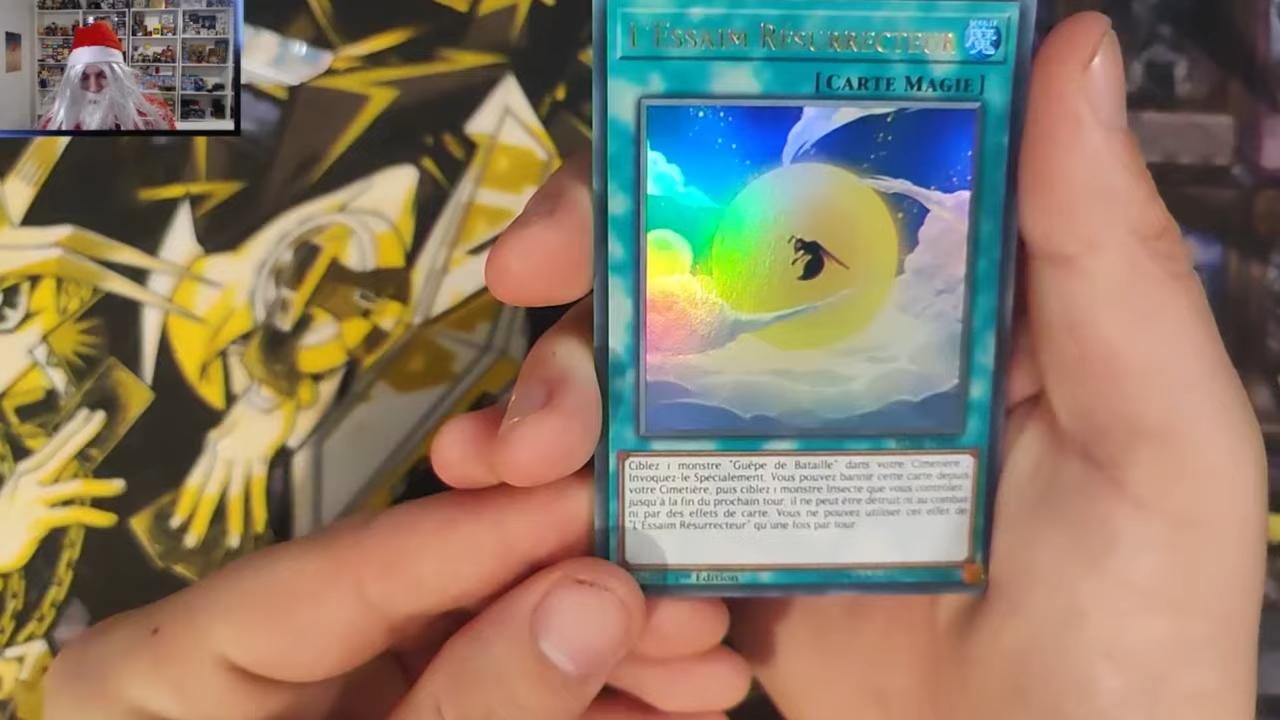 L'Essaim Résurrecteur
魔
[Carte Magie]
Ciblez 1 monstre "Guêpe de Bataille" dans votre Cimetière ;
Invoquez-le Spécialement. Vous pouvez bannir cette carte depuis
votre Cimetière, puis ciblez 1 monstre Insecte que vous contrôlez ;
jusqu'à la fin du prochain tour, il ne peut être détruit ni au combat
ni par des effets de carte. Vous ne pouvez utiliser cet effet de
"L'Essaim Résurrecteur" qu'une fois par tour.
Edition